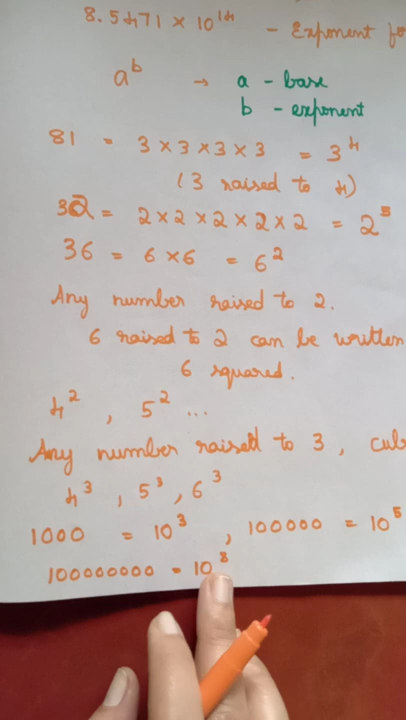 8.5471 × 10¹⁴ - Exponent fo
aᵇ → a - base
b - exponent
81 = 3 × 3 × 3 × 3 = 3⁴
(3 raised to 4)
32 = 2 × 2 × 2 × 2 × 2 = 2⁵
36 = 6 × 6 = 6²
Any number raised to 2.
6 raised to 2 can be written
6 squared.
4² , 5² ...
Any number raised to 3 , cub
4³ , 5³ , 6³
1000 = 10³ , 100000 = 10⁵
100000000 = 10⁸